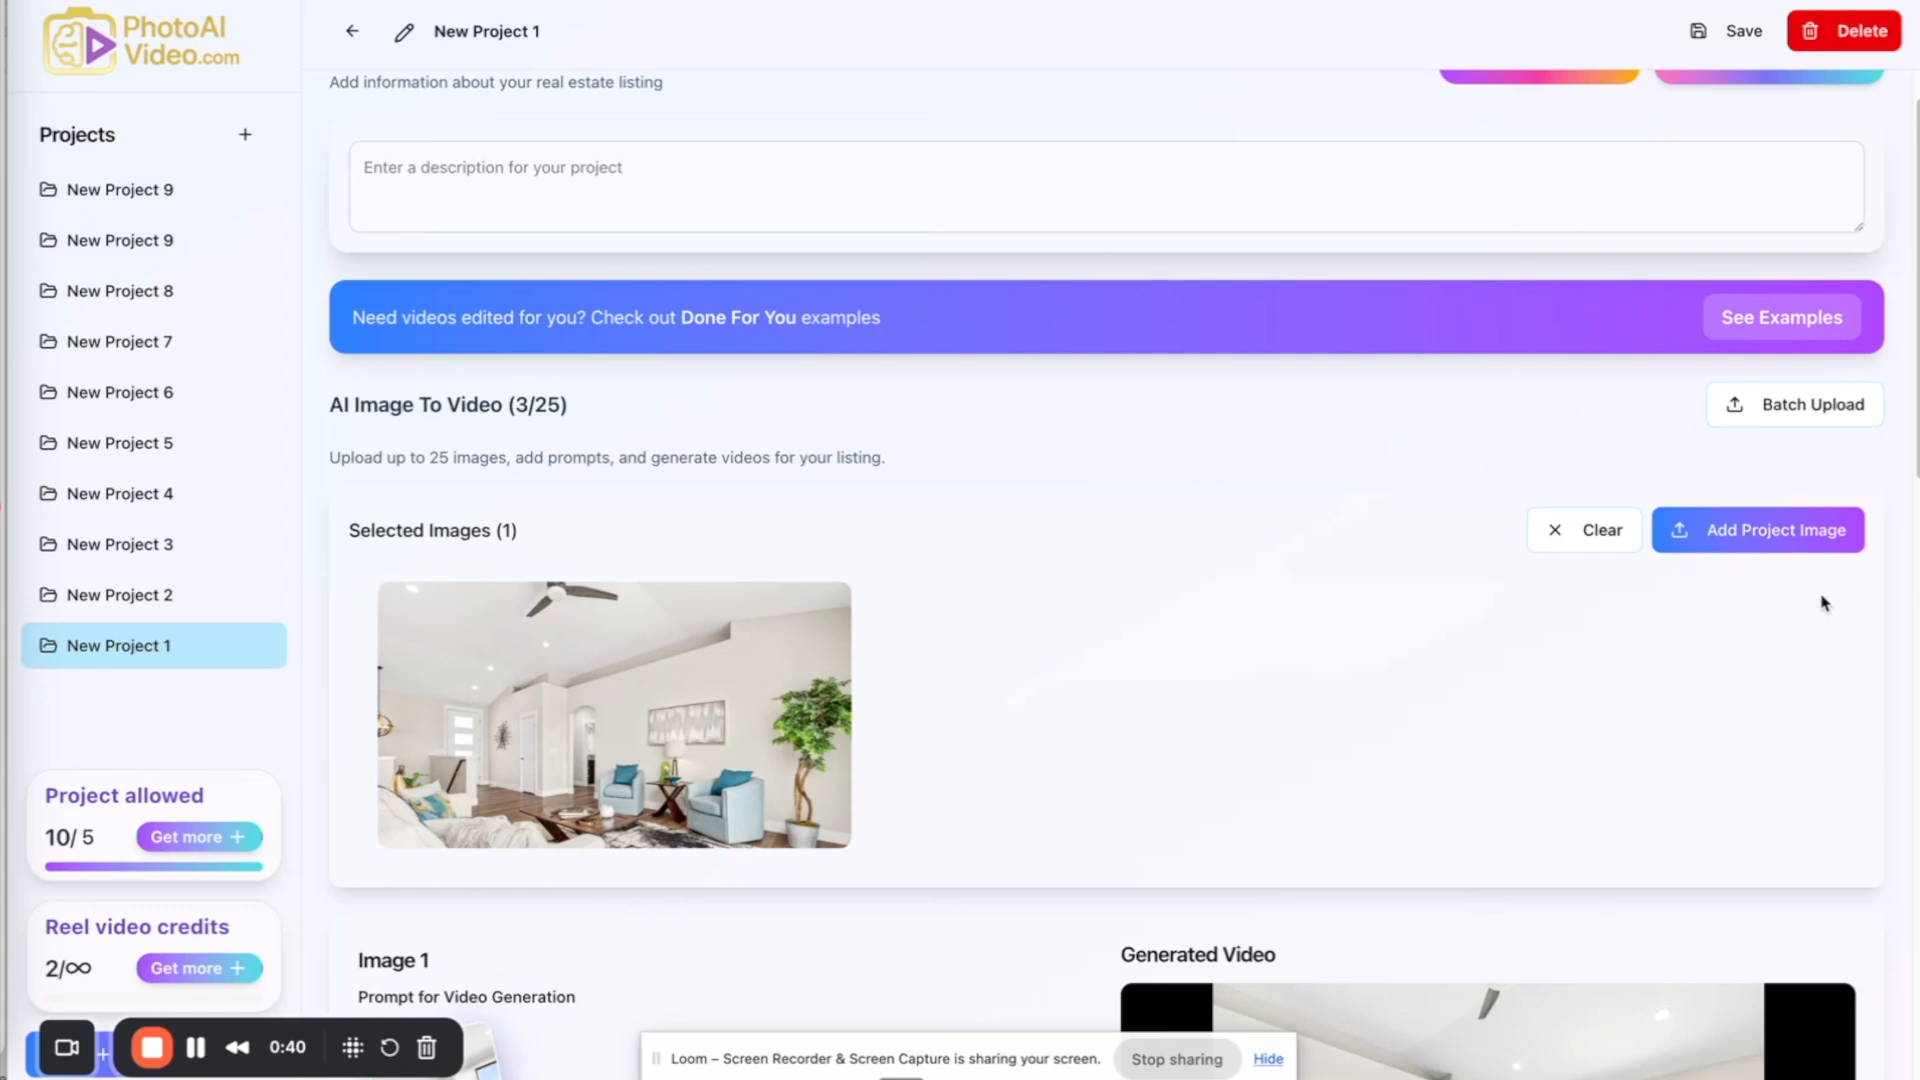 PhotoAI
Video.com
New Project 1
Save
Delete
Add information about your real estate listing
Projects
+
New Project 9
New Project 9
New Project 8
New Project 7
New Project 6
New Project 5
New Project 4
New Project 3
New Project 2
New Project 1
Project allowed
10/ 5
Get more +
Reel video credits
2/∞
Get more +
Enter a description for your project
Need videos edited for you? Check out Done For You examples
See Examples
AI Image To Video (3/25)
Batch Upload
Upload up to 25 images, add prompts, and generate videos for your listing.
Selected Images (1)
Clear
Add Project Image
Image 1
Prompt for Video Generation
Generated Video
0:40
Loom – Screen Recorder & Screen Capture is sharing your screen.
Stop sharing
Hide